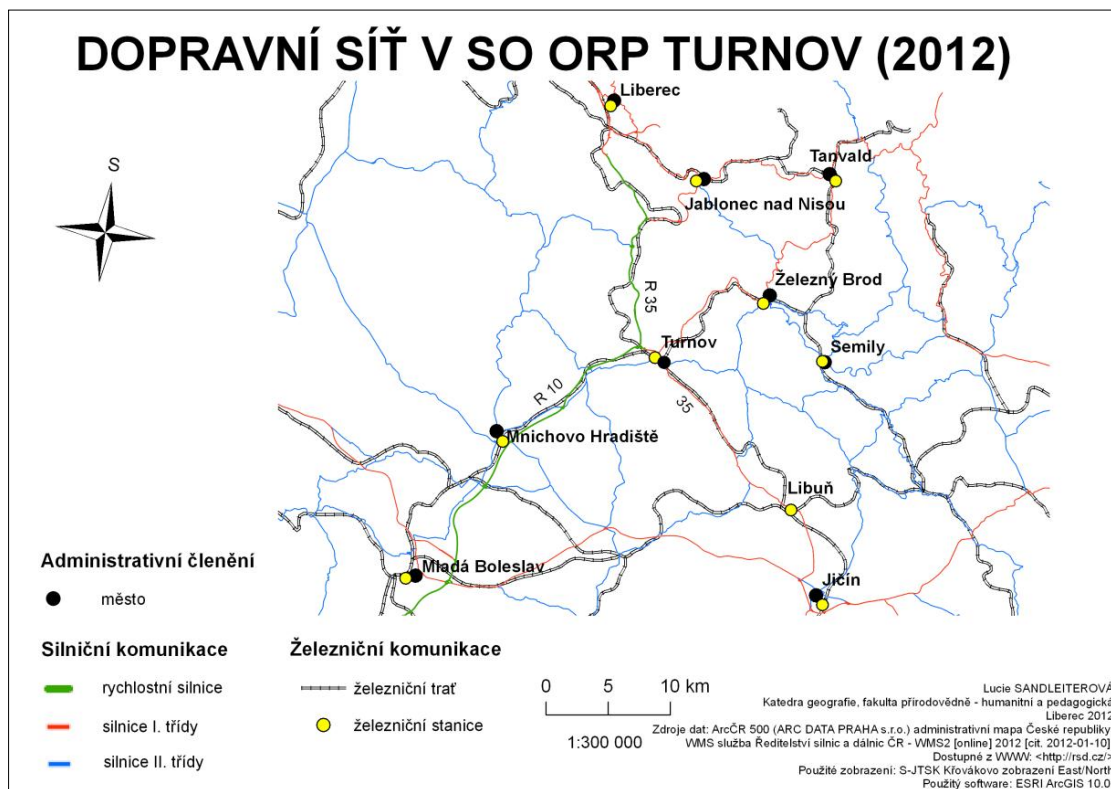 DOPRAVNÍ SÍŤ V SO ORP TURNOV (2012)
S
Liberec
Tanvald
Jablonec nad Nisou
Železný Brod
R 35
Turnov
Semily
R 10
35
Mnichovo Hradiště
Libuň
Mladá Boleslav
Jičín
Administrativní členění
město
Silniční komunikace
rychlostní silnice
silnice I. třídy
silnice II. třídy
Železniční komunikace
železniční trať
železniční stanice
0 5 10 km
1:300 000
Lucie SANDLEITEROVÁ
Katedra geografie, fakulta přírodovědně - humanitní a pedagogická
Liberec 2012
Zdroje dat: ArcČR 500 (ARC DATA PRAHA s.r.o.) administrativní mapa České republiky
WMS služba Ředitelství silnic a dálnic ČR - WMS2 [online] 2012 [cit. 2012-01-10]
Dostupné z WWW: <http://rsd.cz/>
Použité zobrazení: S-JTSK Křovákovo zobrazení East/North
Použitý software: ESRI ArcGIS 10.0